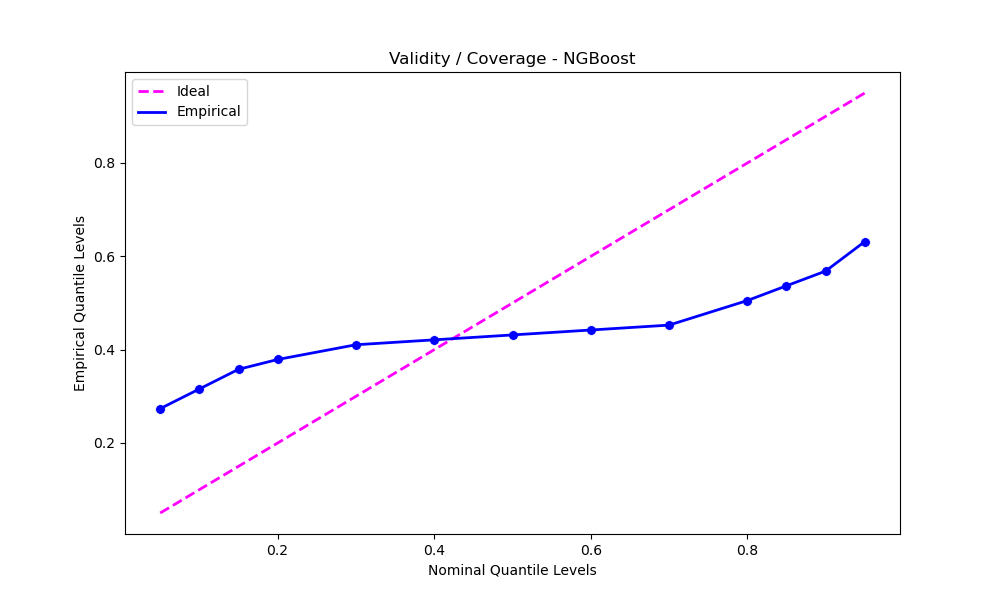 Validity / Coverage - NGBoost
Ideal
Empirical
Empirical Quantile Levels
0.8
0.6
0.4
0.2
0.2
0.4
0.6
0.8
Nominal Quantile Levels